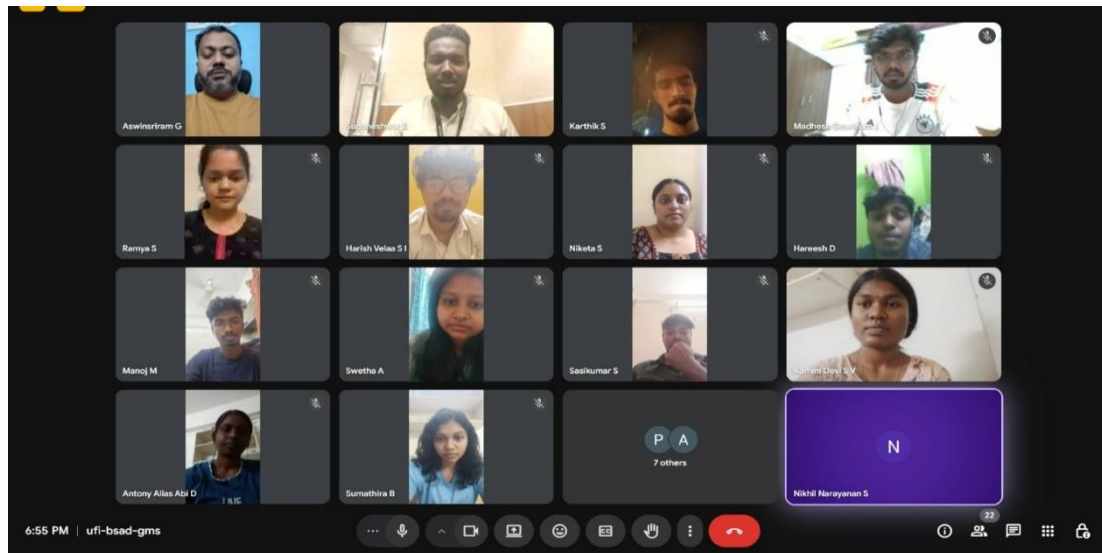 Aswinsriram G
Karthik S
Ramya S
Harish Velaa S I
Niketa S
Hareesh D
Manoj M
Swetha A
Sasikumar S
Kamini Devi S V
Antony Alias Abi D
Sumathira B
P A
7 others
N
Nikhil Narayanan S
6:55 PM | ufi-bsad-gms
CC
22